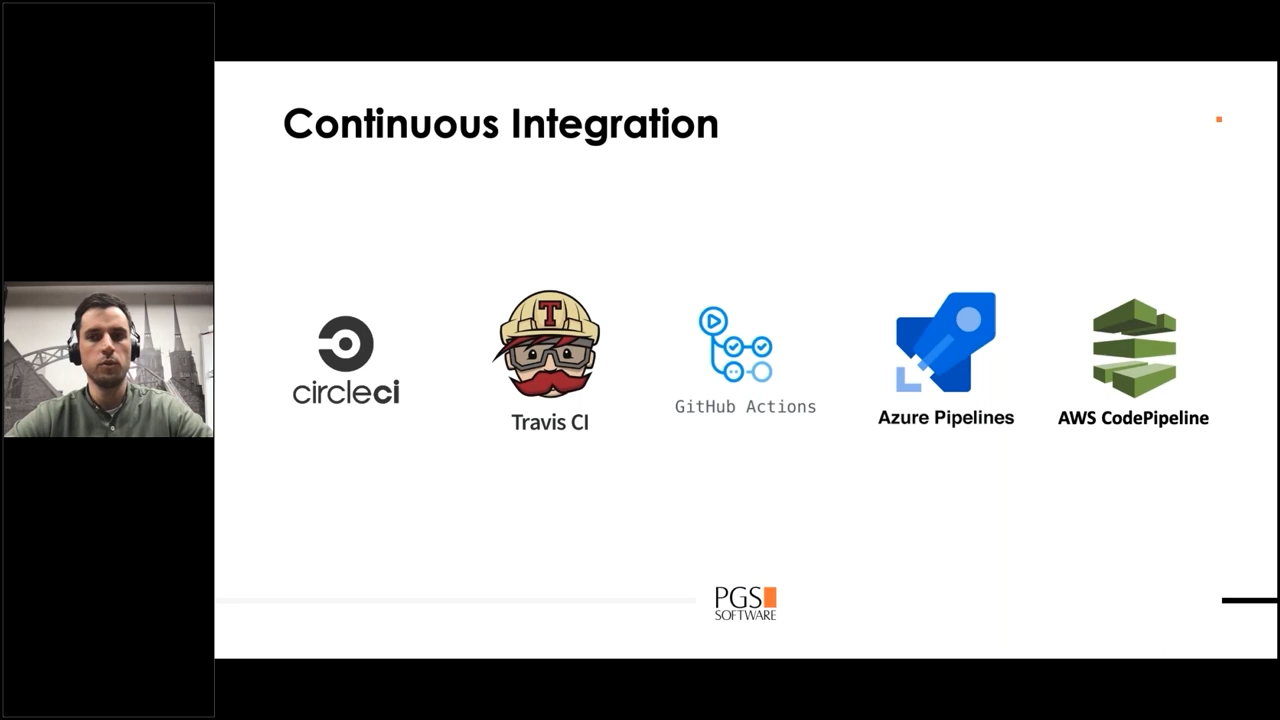 Continuous Integration
circleci
T
Travis CI
GitHub Actions
Azure Pipelines
AWS CodePipeline
PGS
SOFTWARE